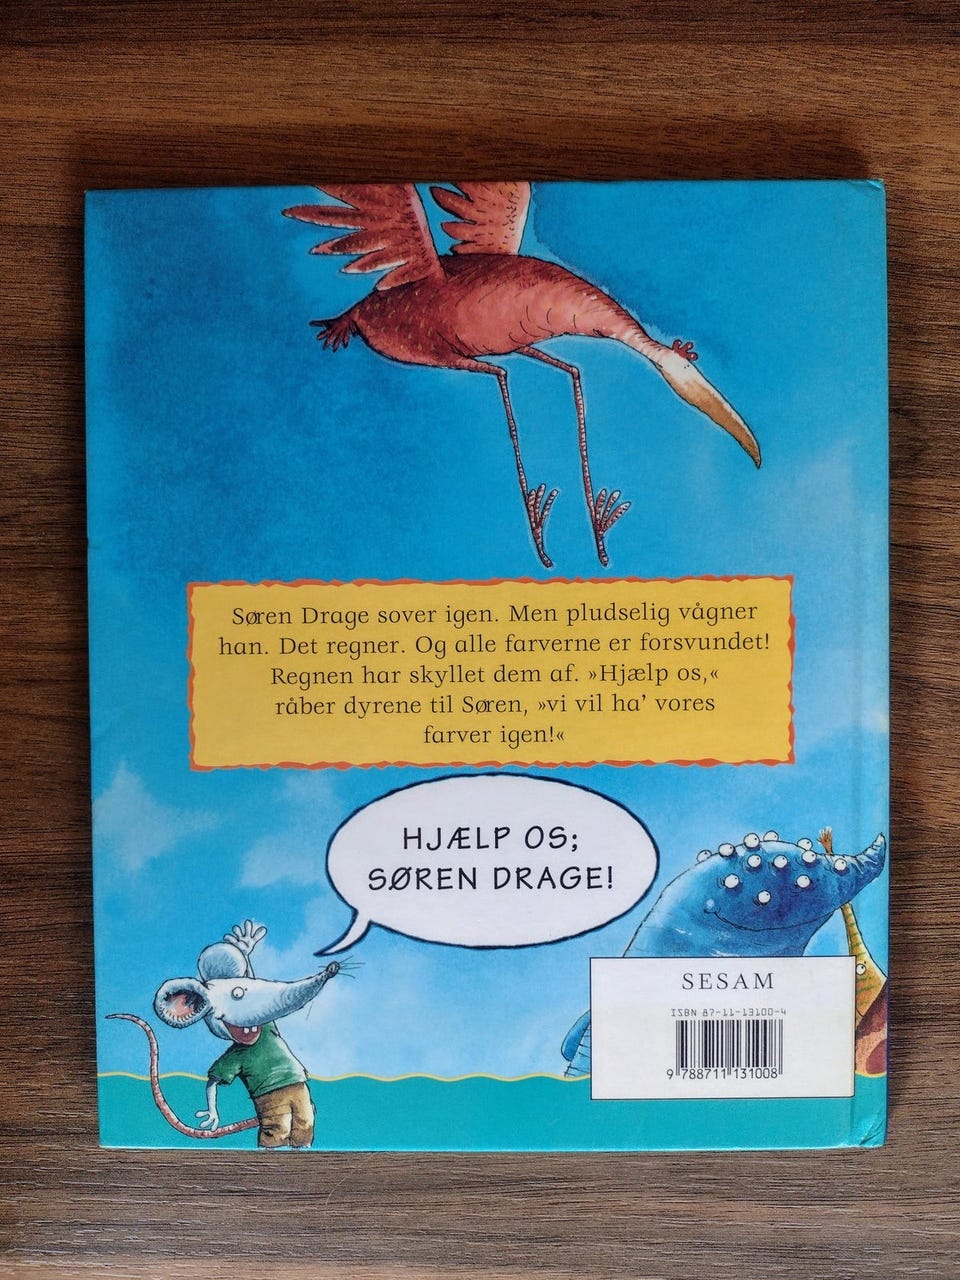 Søren Drage sover igen. Men pludselig vågner
han. Det regner. Og alle farverne er forsvundet!
Regnen har skyllet dem af. »Hjælp os,«
råber dyrene til Søren, »vi vil ha’ vores
farver igen!«
HJÆLP OS;
SØREN DRAGE!
SESAM
ISBN 87-11-13100-4
9 788711 131008